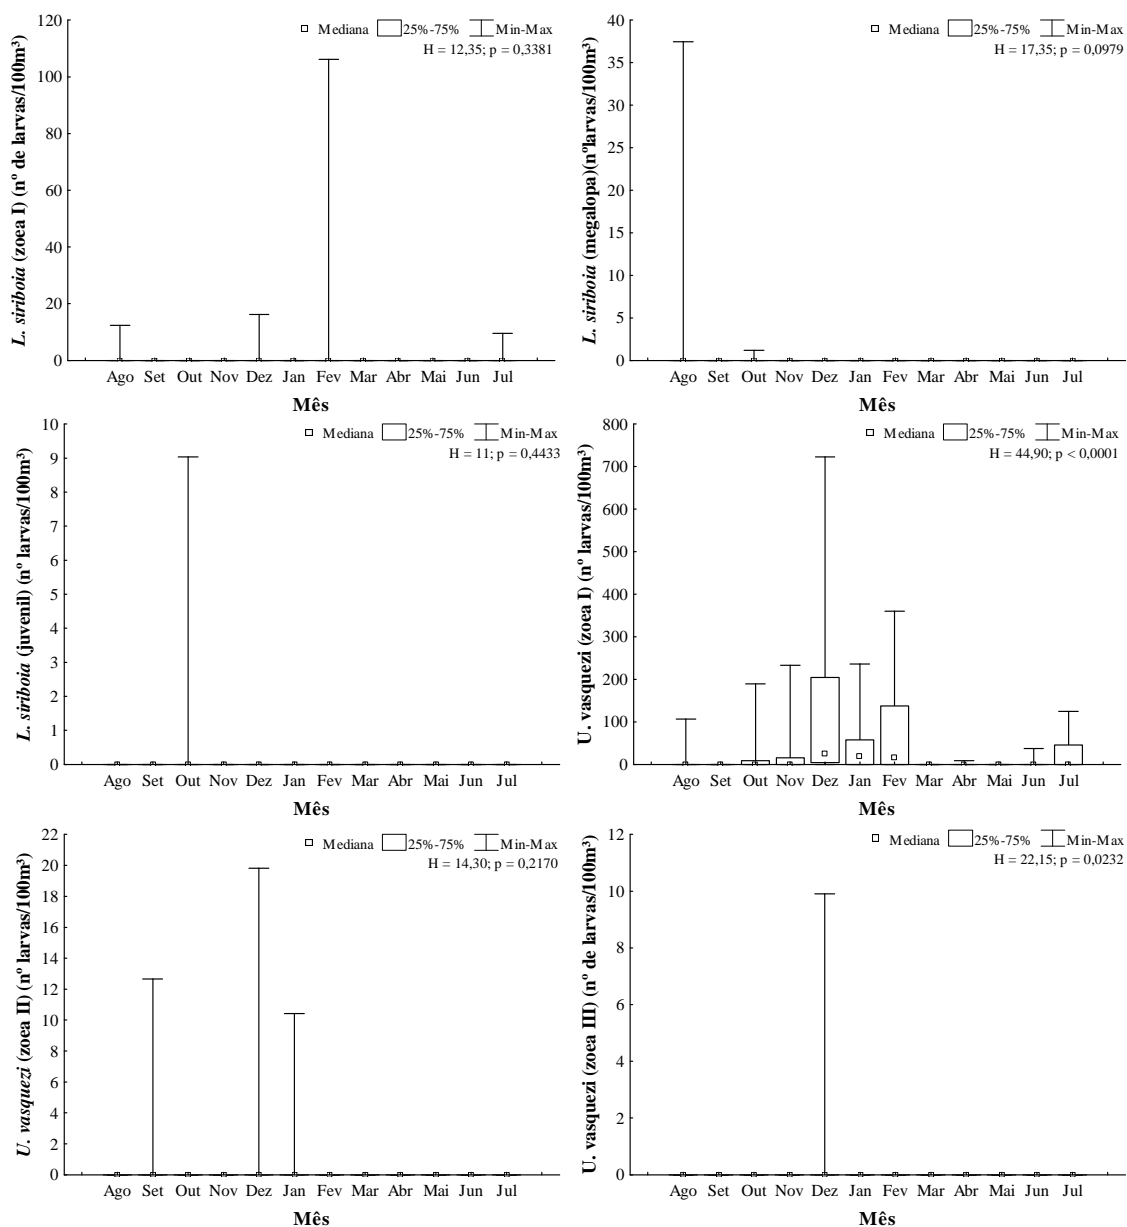 L. siriboia (zoea I) (nº de larvas/100m³)
120
100
80
60
40
20
0
Mediana 25%-75% Min-Max
H = 12,35; p = 0,3381
Ago Set Out Nov Dez Jan Fev Mar Abr Mai Jun Jul
Mês
L. siriboia (megalopa)(nºlarvas/100m³)
40
35
30
25
20
15
10
5
0
Mediana 25%-75% Min-Max
H = 17,35; p = 0,0979
Ago Set Out Nov Dez Jan Fev Mar Abr Mai Jun Jul
Mês
L. siriboia (juvenil) (nº larvas/100m³)
10
9
8
7
6
5
4
3
2
1
0
Mediana 25%-75% Min-Max
H = 11; p = 0,4433
Ago Set Out Nov Dez Jan Fev Mar Abr Mai Jun Jul
Mês
U. vasquezi (zoea I) (nº larvas/100m³)
800
700
600
500
400
300
200
100
0
Mediana 25%-75% Min-Max
H = 44,90; p < 0,0001
Ago Set Out Nov Dez Jan Fev Mar Abr Mai Jun Jul
Mês
U. vasquezi (zoea II) (nº larvas/100m³)
22
20
18
16
14
12
10
8
6
4
2
0
Mediana 25%-75% Min-Max
H = 14,30; p = 0,2170
Ago Set Out Nov Dez Jan Fev Mar Abr Mai Jun Jul
Mês
U. vasquezi (zoea III) (nº de larvas/100m³)
12
10
8
6
4
2
0
Mediana 25%-75% Min-Max
H = 22,15; p = 0,0232
Ago Set Out Nov Dez Jan Fev Mar Abr Mai Jun Jul
Mês